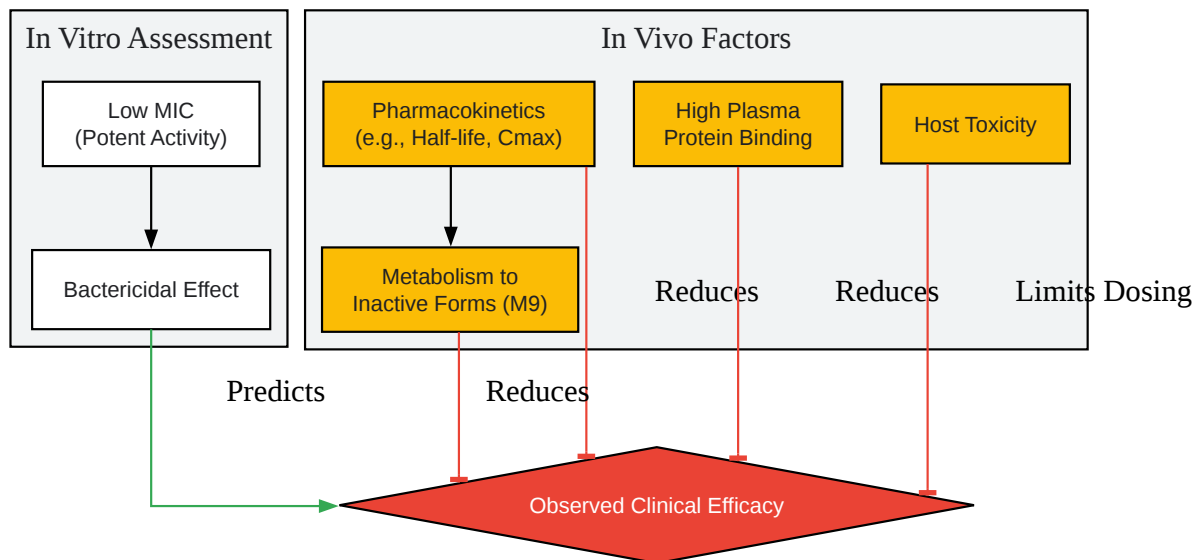 In Vitro Assessment
In Vivo Factors
Low MIC
(Potent Activity)
Pharmacokinetics
(e.g., Half-life, Cmax)
High Plasma
Protein Binding
Host Toxicity
Bactericidal Effect
Metabolism to
Inactive Forms (M9)
Reduces
Reduces
Limits Dosing
Predicts
Reduces
Observed Clinical Efficacy